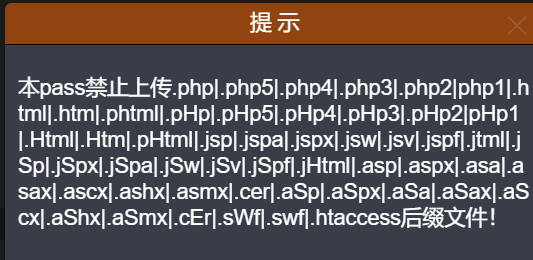 提示
本pass禁止上传.php|.php5|.php4|.php3|.php2|php1|.h
tml|.htm|.phtml|.pHp|.pHp5|.pHp4|.pHp3|.pHp2|pHp1
|.Html|.Htm|.pHtml|.jsp|.jspa|.jspx|.jsw|.jsv|.jspf|.jtml|.j
Sp|.jSpx|.jSpa|.jSw|.jSv|.jSpf|.jHtml|.asp|.aspx|.asa|.a
sax|.ascx|.ashx|.asmx|.cer|.aSp|.aSpx|.aSa|.aSax|.aS
cx|.aShx|.aSmx|.cEr|.sWf|.swf|.htaccess后缀文件！